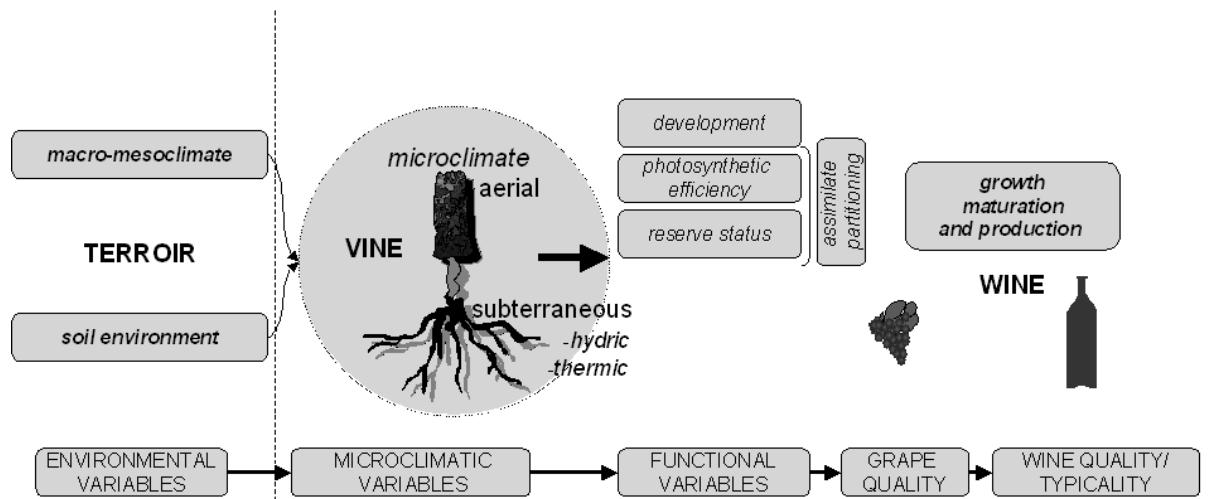 macro-mesoclimate
TERROIR
soil environment
microclimate
aerial
VINE
subterraneous
-hydric
-thermic
development
photosynthetic
efficiency
reserve status
assimilate
partitioning
growth
maturation
and production
WINE
ENVIRONMENTAL
VARIABLES
MICROCLIMATIC
VARIABLES
FUNCTIONAL
VARIABLES
GRAPE
QUALITY
WINE QUALITY/
TYPICALITY